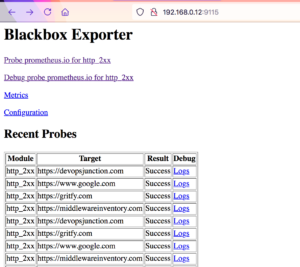 192.168.0.12:9115
Blackbox Exporter
Probe prometheus.io for http_2xx
Debug probe prometheus.io for http_2xx
Metrics
Configuration
Recent Probes
Module Target Result Debug
http_2xx https://devopsjunction.com Success Logs
http_2xx https://www.google.com Success Logs
http_2xx https://gritfy.com Success Logs
http_2xx https://middlewareinventory.com Success Logs
http_2xx https://devopsjunction.com Success Logs
http_2xx https://gritfy.com Success Logs
http_2xx https://www.google.com Success Logs
http_2xx https://middlewareinventory.com Success Logs